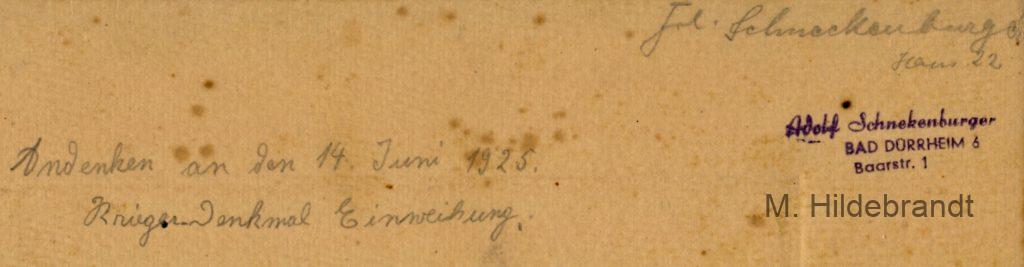 Frl. Schneckenburger
Haus 22
Adolf Schnekenburger
BAD DÜRRHEIM 6
Baarstr. 1
Andenken an den 14. Juni 1925.
Krieger-Denkmal Einweihung.
M. Hildebrandt